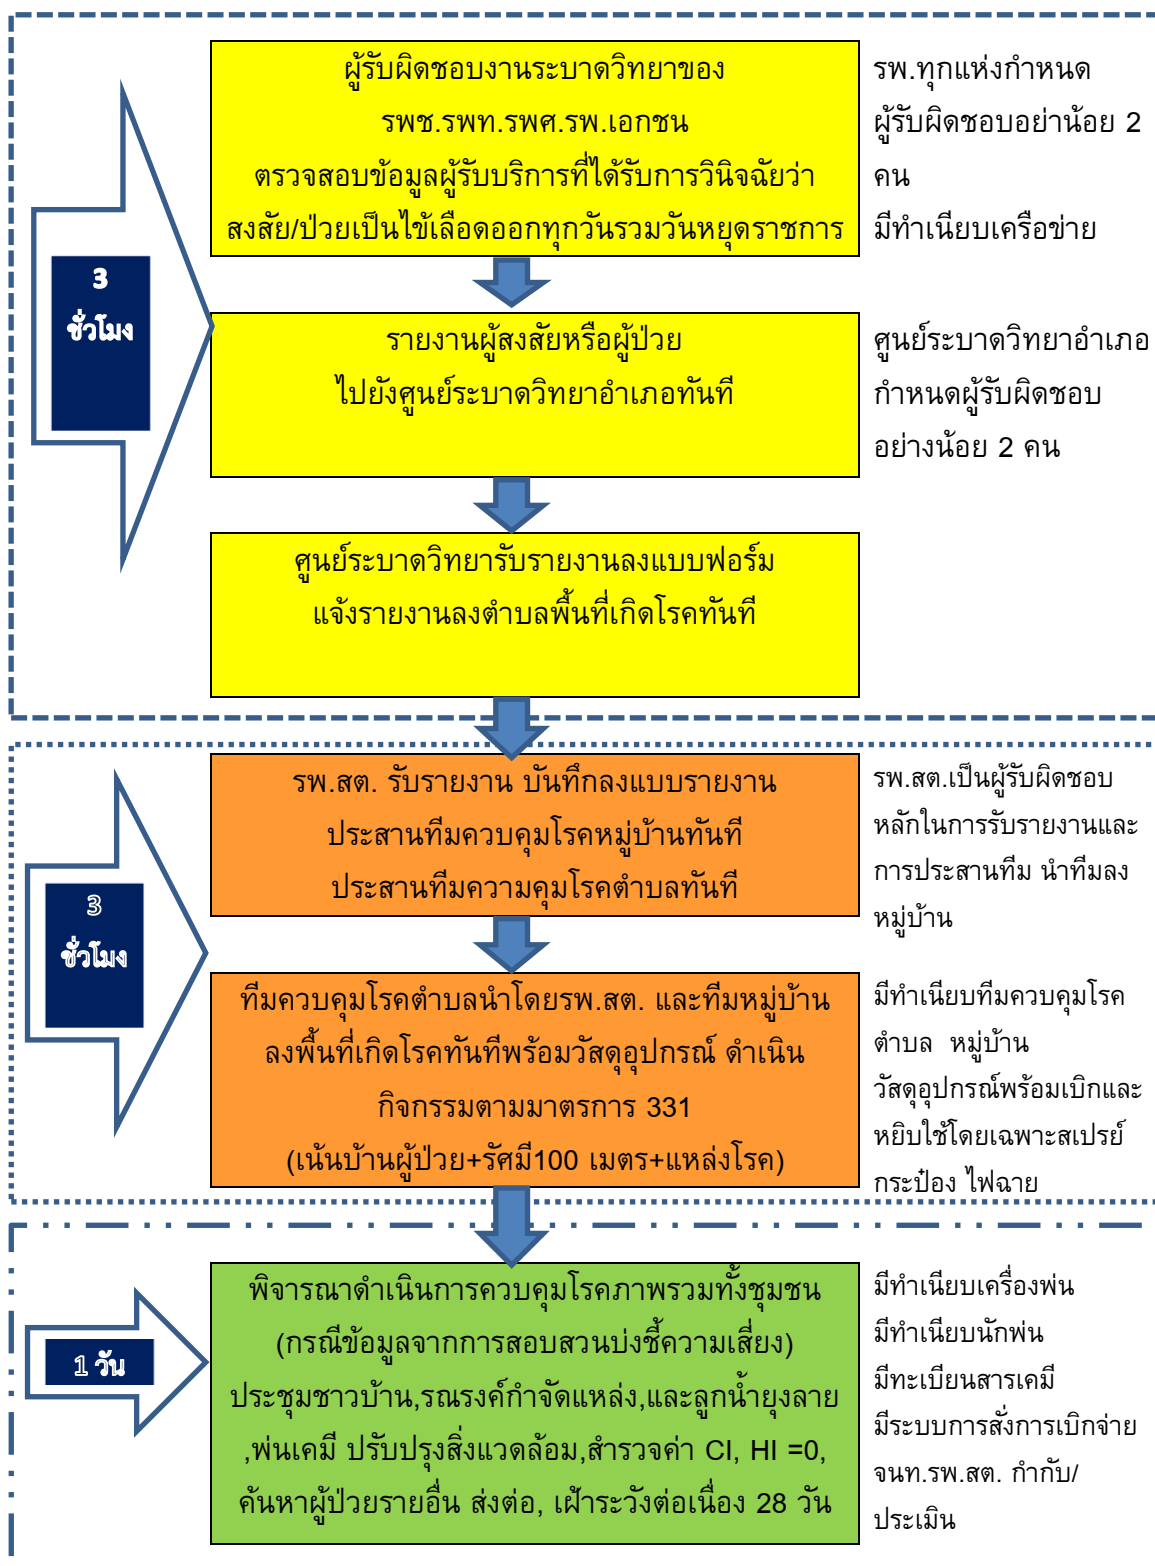 ผู้รับผิดชอบงานระบาดวิทยาของ
รพช.รพท.รพศ.รพ.เอกชน
ตรวจสอบข้อมูลผู้รับบริการที่ได้รับการวินิจฉัยว่า
สงสัย/ป่วยเป็นไข้เลือดออกทุกวันรวมวันหยุดราชการ
รพ.ทุกแห่งกำหนด
ผู้รับผิดชอบอย่าน้อย 2
คน
มีทำเนียบเครือข่าย
3
ชั่วโมง
รายงานผู้สงสัยหรือผู้ป่วย
ไปยังศูนย์ระบาดวิทยาอำเภอทันที
ศูนย์ระบาดวิทยาอำเภอ
กำหนดผู้รับผิดชอบ
อย่างน้อย 2 คน
ศูนย์ระบาดวิทยารับรายงานลงแบบฟอร์ม
แจ้งรายงานลงตำบลพื้นที่เกิดโรคทันที
รพ.สต. รับรายงาน บันทึกลงแบบรายงาน
ประสานทีมควบคุมโรคหมู่บ้านทันที
ประสานทีมความคุมโรคตำบลทันที
รพ.สต.เป็นผู้รับผิดชอบ
หลักในการรับรายงานและ
การประสานทีม นำทีมลง
หมู่บ้าน
3
ชั่วโมง
ทีมควบคุมโรคตำบลนำโดยรพ.สต. และทีมหมู่บ้าน
ลงพื้นที่เกิดโรคทันทีพร้อมวัสดุอุปกรณ์ ดำเนิน
กิจกรรมตามมาตรการ 331
(เน้นบ้านผู้ป่วย+รัศมี100 เมตร+แหล่งโรค)
มีทำเนียบทีมควบคุมโรค
ตำบล หมู่บ้าน
วัสดุอุปกรณ์พร้อมเบิกและ
หยิบใช้โดยเฉพาะสเปรย์
กระป๋อง ไฟฉาย
1 วัน
พิจารณาดำเนินการควบคุมโรคภาพรวมทั้งชุมชน
(กรณีข้อมูลจากการสอบสวนบ่งชี้ความเสี่ยง)
ประชุมชาวบ้าน,รณรงค์กำจัดแหล่ง,และลูกน้ำยุงลาย
,พ่นเคมี ปรับปรุงสิ่งแวดล้อม,สำรวจค่า CI, HI =0,
ค้นหาผู้ป่วยรายอื่น ส่งต่อ, เฝ้าระวังต่อเนื่อง 28 วัน
มีทำเนียบเครื่องพ่น
มีทำเนียบนักพ่น
มีทะเบียนสารเคมี
มีระบบการสั่งการเบิกจ่าย
จนท.รพ.สต. กำกับ/
ประเมิน